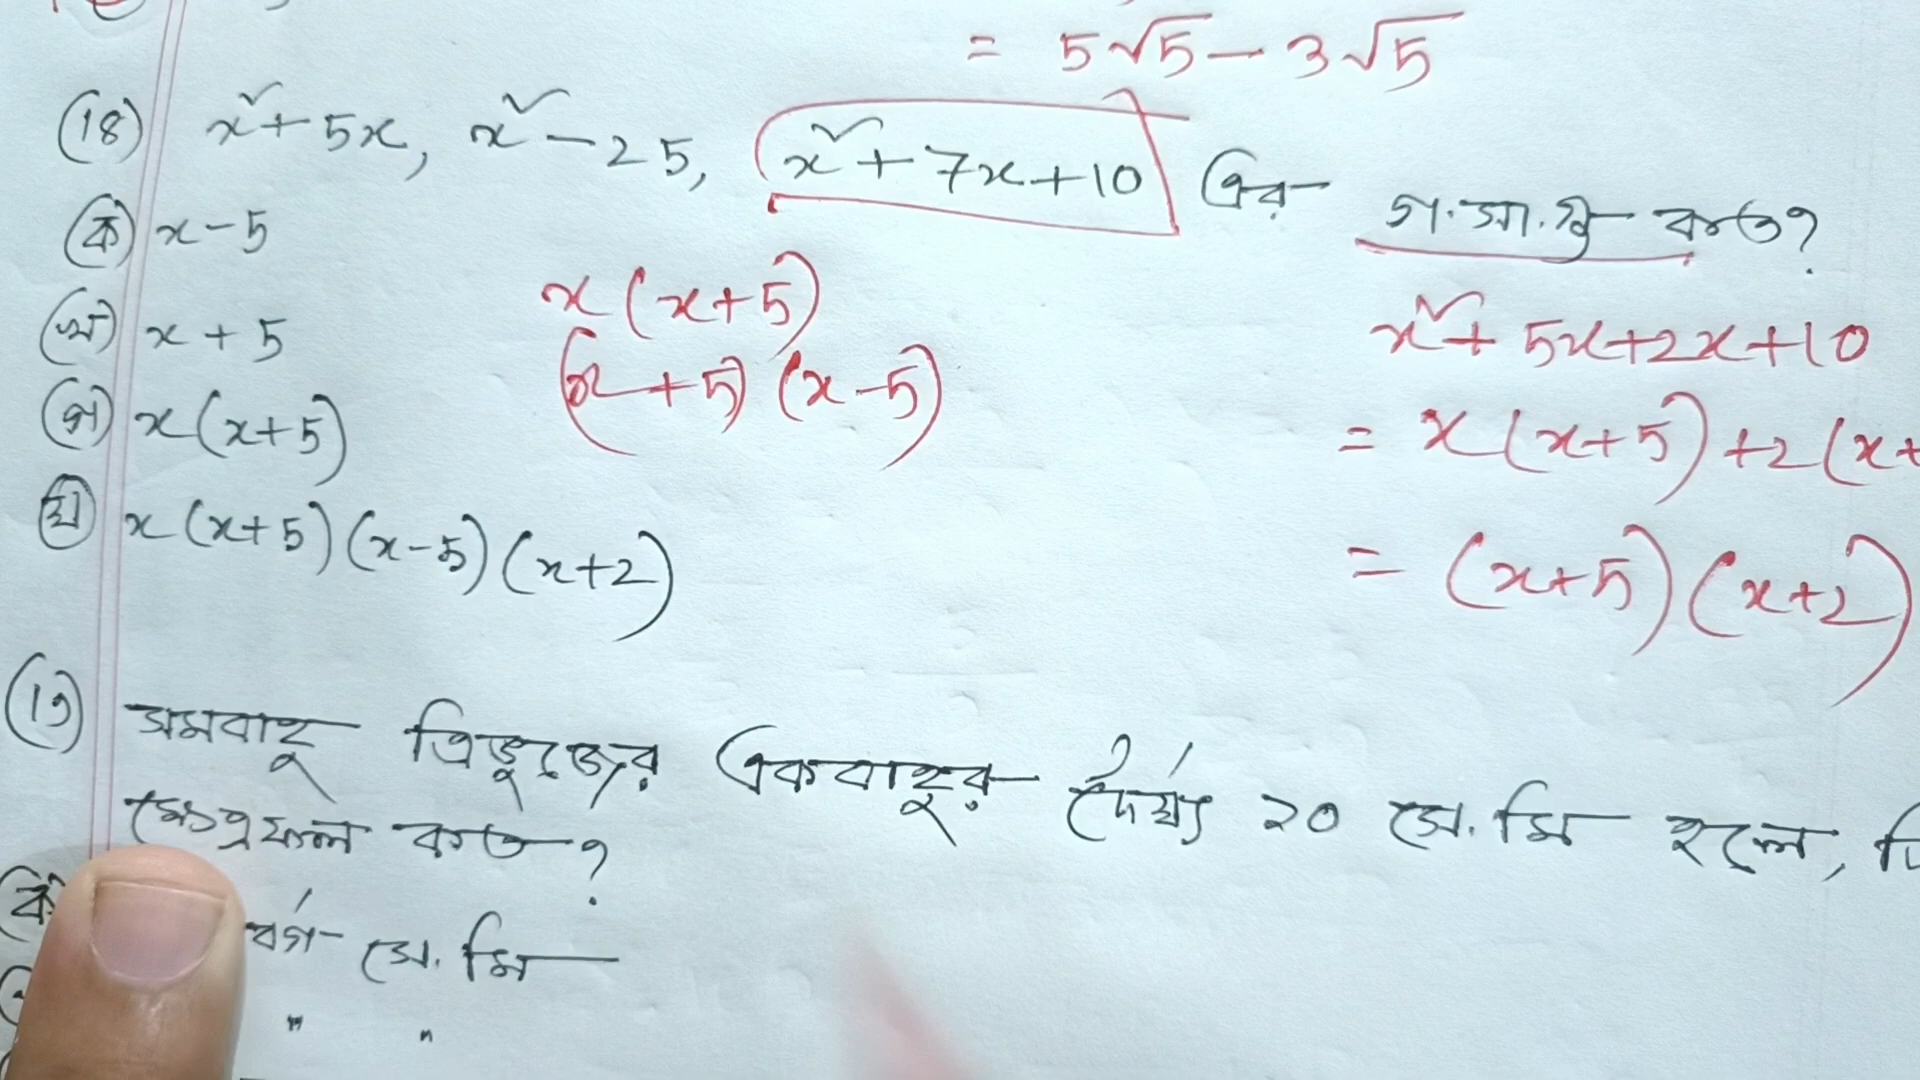 = 5√5 - 3√5
(18) x²+5x, x²-25, x²+7x+10 এর গ.সা.গু কত?
(ক) x-5
(খ) x+5
(গ) x(x+5)
(ঘ) x(x+5)(x-5)(x+2)
x(x+5)
(x+5)(x-5)
x²+5x+2x+10
= x(x+5)+2(x+
= (x+5)(x+2)
(19) সমবাহু ত্রিভুজের একবাহুর দৈর্ঘ্য ২০ সে.মি হলে,
ক্ষেত্রফল কত?
(ক) বর্গ সে.মি
" "